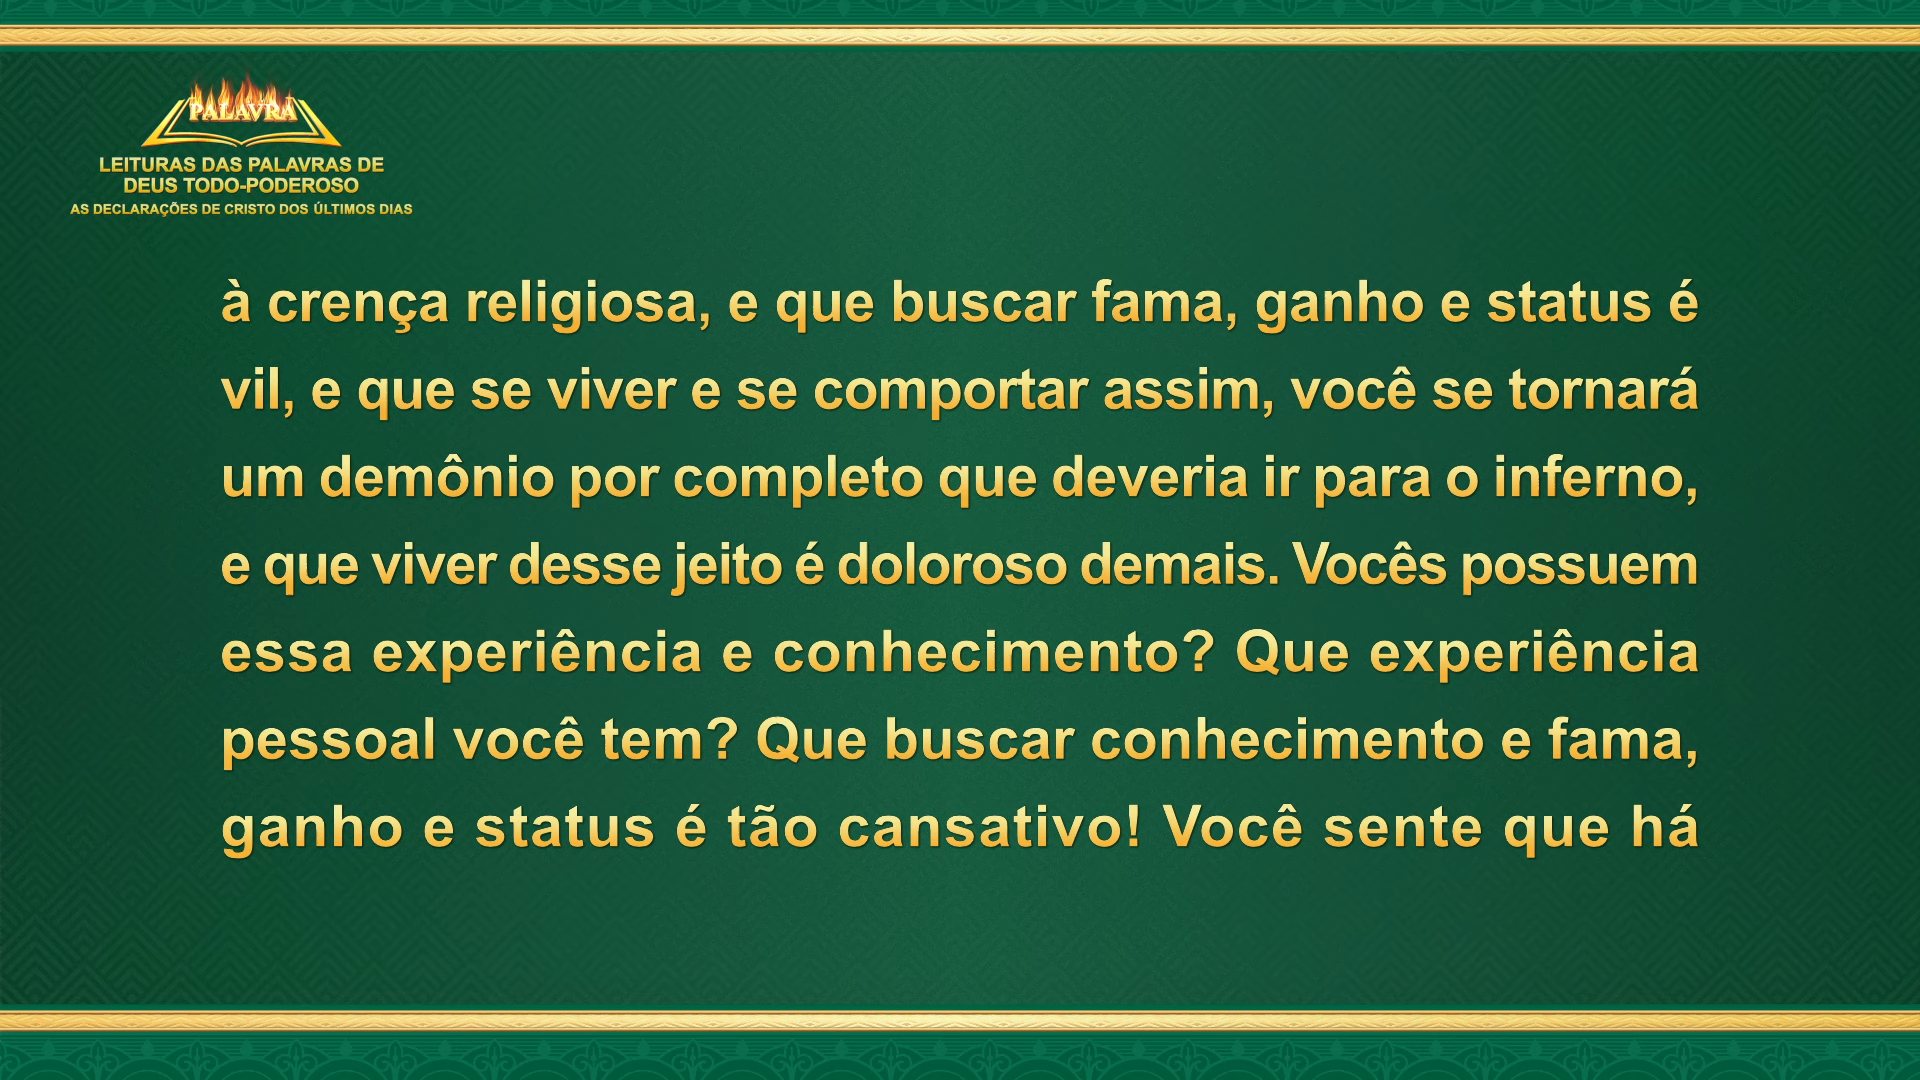 PALAVRA
LEITURAS DAS PALAVRAS DE
DEUS TODO-PODEROSO
AS DECLARAÇÕES DE CRISTO DOS ÚLTIMOS DIAS
à crença religiosa, e que buscar fama, ganho e status é
vil, e que se viver e se comportar assim, você se tornará
um demônio por completo que deveria ir para o inferno,
e que viver desse jeito é doloroso demais. Vocês possuem
essa experiência e conhecimento? Que experiência
pessoal você tem? Que buscar conhecimento e fama,
ganho e status é tão cansativo! Você sente que há